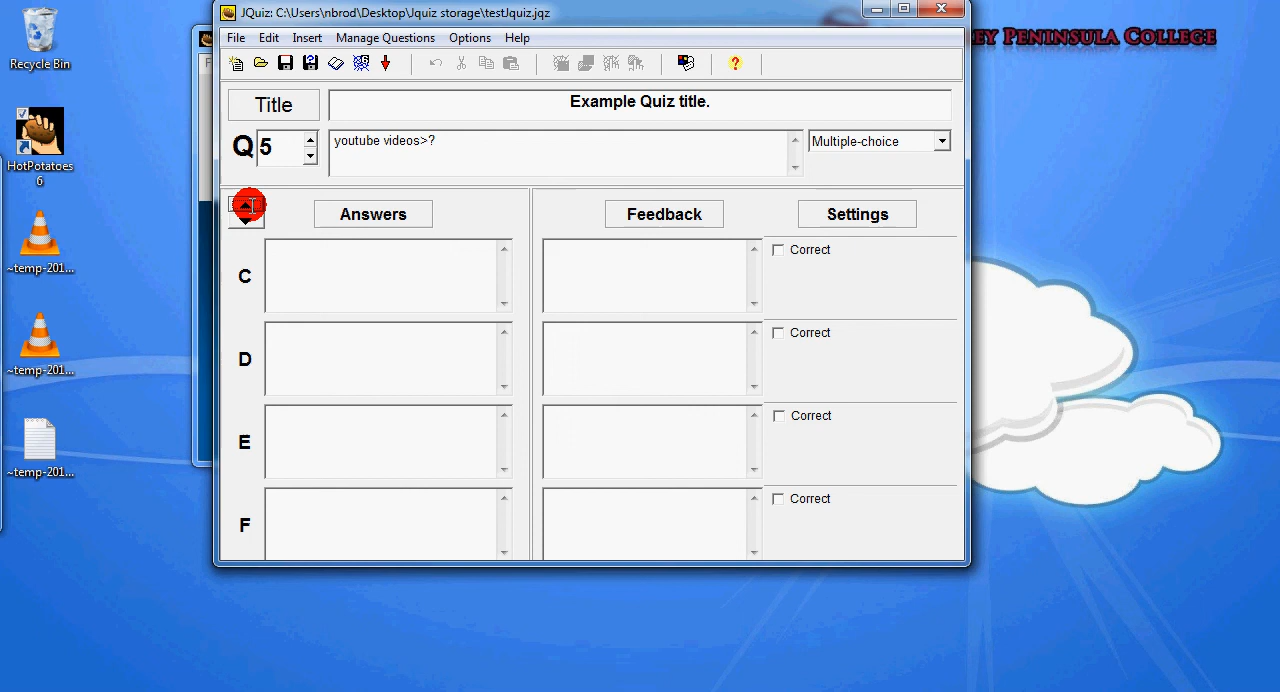 JQuiz: C:\Users\nbrod\Desktop\Jquiz storage\testJquiz.jqz
File Edit Insert Manage Questions Options Help
Title
Example Quiz title.
Q 5
youtube videos>?
Multiple-choice
Answers
Feedback
Settings
C
Correct
D
Correct
E
Correct
F
Correct
Recycle Bin
HotPotatoes
6
~temp-201...
~temp-201...
~temp-201...
EY PENINSULA COLLEGE
F